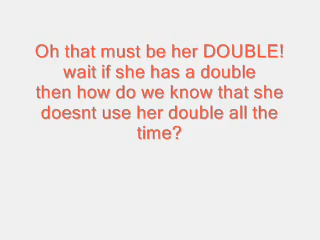 Oh that must be her DOUBLE!
wait if she has a double
then how do we know that she
doesnt use her double all the
time?